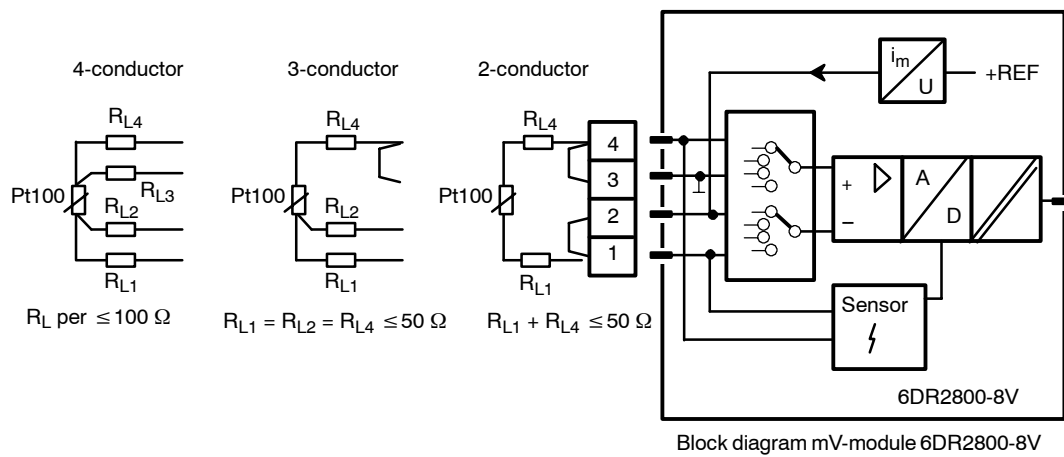 4-conductor
R_L4
R_L3
Pt100
R_L2
R_L1
R_L per ≤ 100 Ω
3-conductor
R_L4
Pt100
R_L2
R_L1
R_L1 = R_L2 = R_L4 ≤ 50 Ω
2-conductor
R_L4
Pt100
R_L1
R_L1 + R_L4 ≤ 50 Ω
4
3
2
1
i_m
U
+REF
+
−
A
D
Sensor
6DR2800-8V
Block diagram mV-module 6DR2800-8V